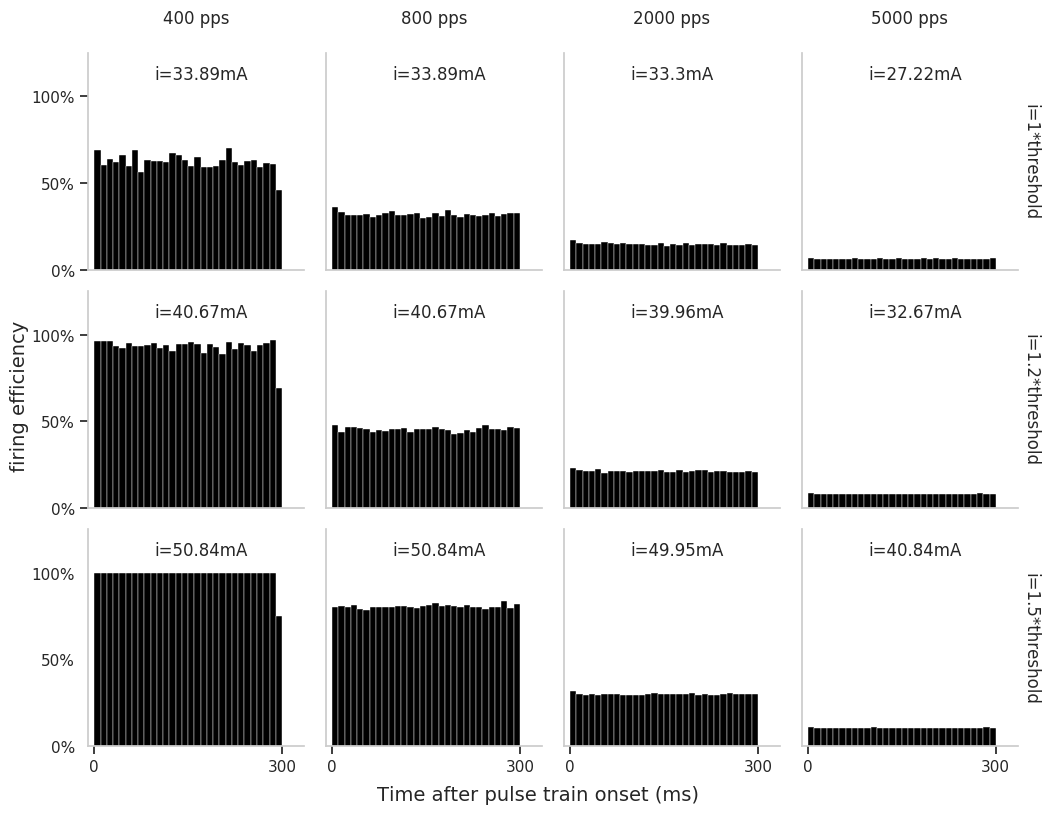 400 pps
800 pps
2000 pps
5000 pps
i=33.89mA
i=33.89mA
i=33.3mA
i=27.22mA
100%
50%
0%
i=1*threshold
i=40.67mA
i=40.67mA
i=39.96mA
i=32.67mA
100%
50%
0%
i=1.2*threshold
firing efficiency
i=50.84mA
i=50.84mA
i=49.95mA
i=40.84mA
100%
50%
0%
i=1.5*threshold
0
300
0
300
0
300
0
300
Time after pulse train onset (ms)